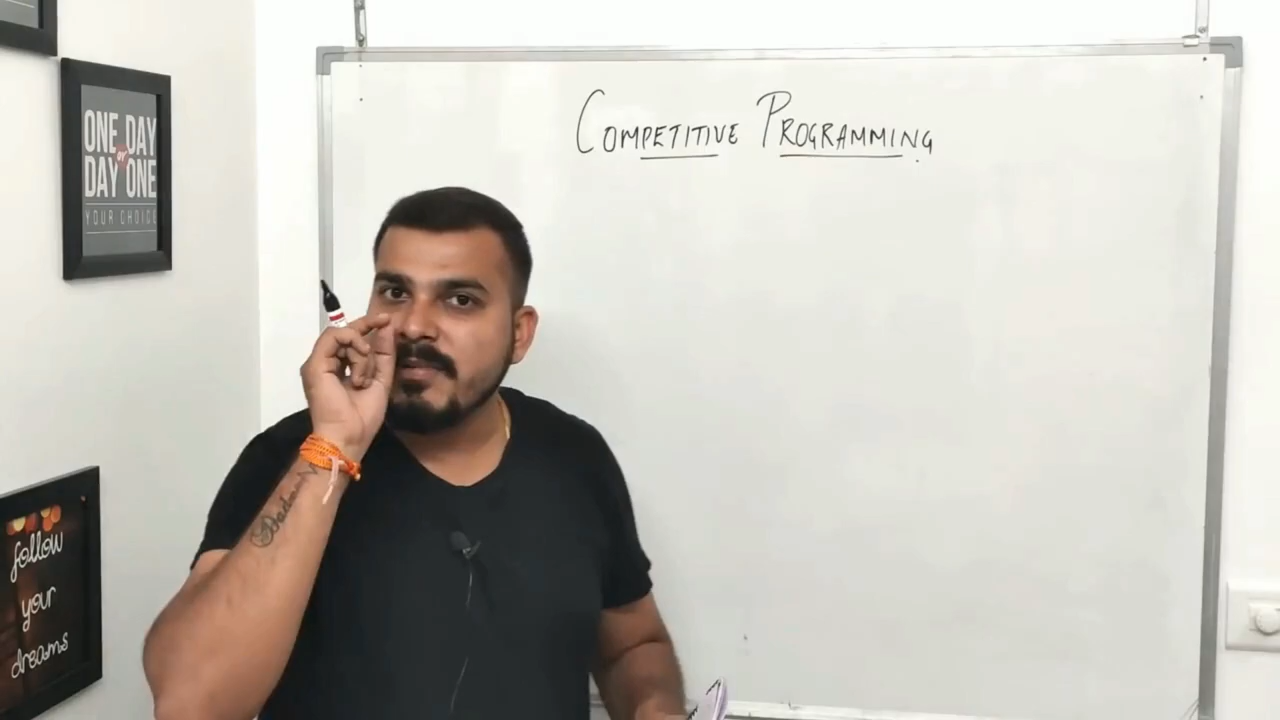 COMPETITIVE PROGRAMMING
ONE DAY
or
DAY ONE
YOUR CHOICE
follow
your
dreams